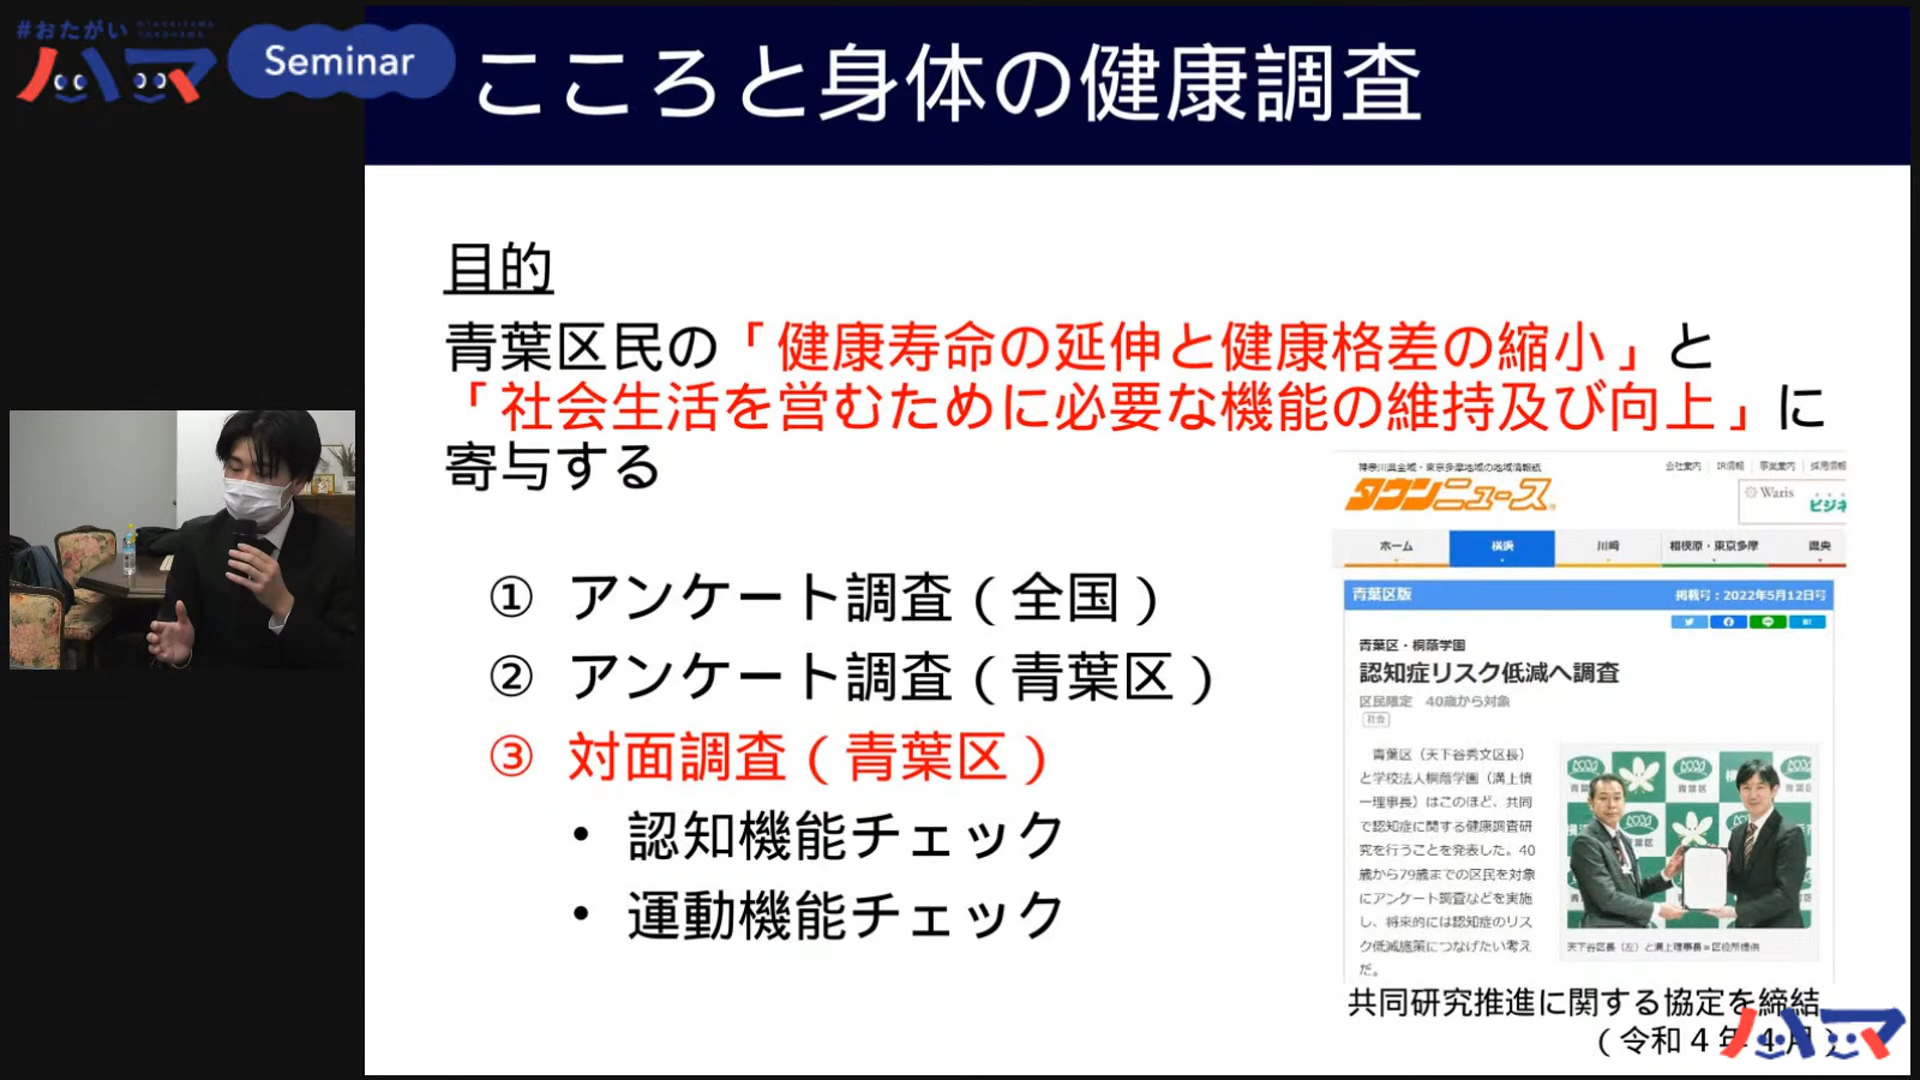 #おたがい
OTAGAISAMA
YOKOHAMA
ハマ
Seminar
こころと身体の健康調査
目的
青葉区民の「健康寿命の延伸と健康格差の縮小」と
「社会生活を営むために必要な機能の維持及び向上」に
寄与する
① アンケート調査（全国）
② アンケート調査（青葉区）
③ 対面調査（青葉区）
• 認知機能チェック
• 運動機能チェック
神奈川県全域・東京多摩地域の地域情報紙
タウンニュース
会社案内 IR情報 事業案内 採用情報
Waris
ビジネ
ホーム 横浜 川崎 相模原・東京多摩 県央
青葉区版 掲載号：2022年5月12日号
青葉区・桐蔭学園
認知症リスク低減へ調査
区民限定 40歳から対象
社会
青葉区（天下谷秀文区長）
と学校法人桐蔭学園（溝上慎
一理事長）はこのほど、共同
で認知症に関する健康調査研
究を行うことを発表した。40
歳から79歳までの区民を対象
にアンケート調査などを実施
し、将来的には認知症のリス
ク低減施策につなげたい考え
だ。
青葉区
天下谷区長（左）と溝上理事長＝区役所提供
共同研究推進に関する協定を締結
（令和４年４月）
ハマ